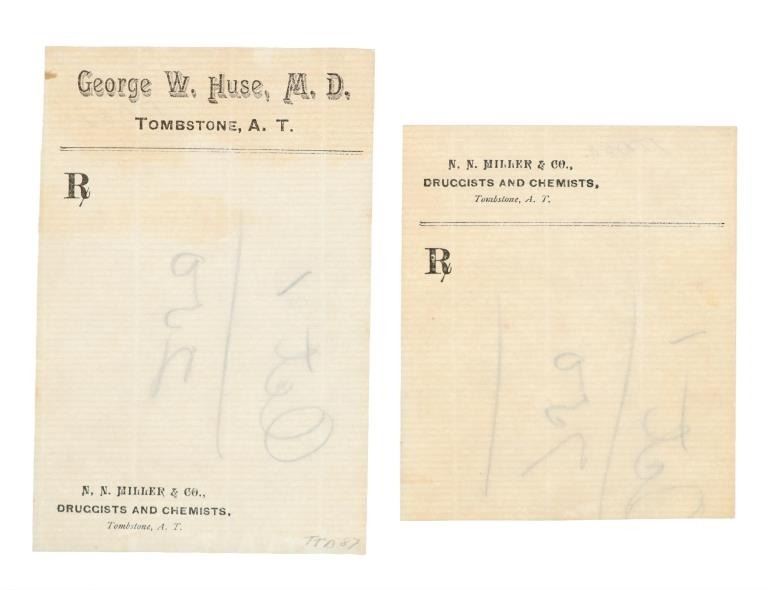 George W. Huse, M. D.
TOMBSTONE, A. T.
℞
N. N. MILLER & CO.,
DRUGGISTS AND CHEMISTS,
Tombstone, A. T.
N. N. MILLER & CO.,
DRUGGISTS AND CHEMISTS,
Tombstone, A. T.
℞